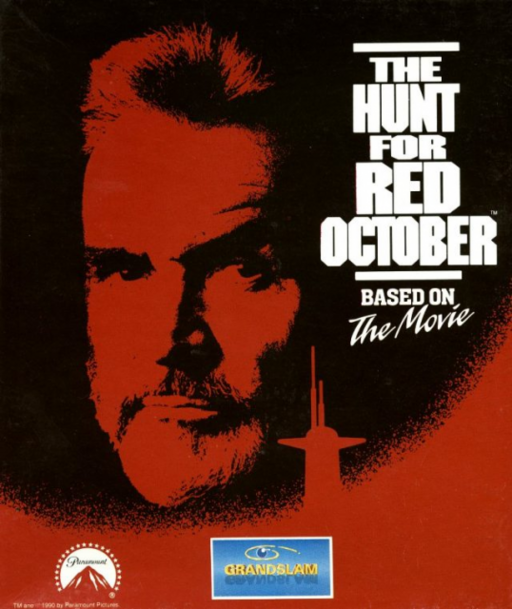 THE
HUNT
FOR
RED
OCTOBER
TM
BASED ON
The Movie
Paramount
®
GRANDSLAM
TM and © 1990 by Paramount Pictures